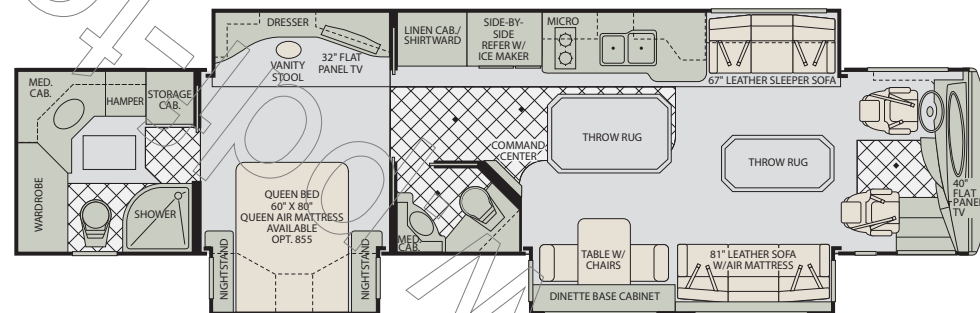 DRESSER
VANITY
STOOL
32" FLAT
PANEL TV
LINEN CAB./
SHIRTWARD
SIDE-BY-
SIDE
REFER W/
ICE MAKER
MICRO
67" LEATHER SLEEPER SOFA
MED.
CAB.
HAMPER
STORAGE
CAB.
WARDROBE
SHOWER
QUEEN BED
60" X 80"
QUEEN AIR MATTRESS
AVAILABLE
OPT. 855
NIGHTSTAND
NIGHTSTAND
MED.
CAB.
COMMAND
CENTER
THROW RUG
THROW RUG
40"
FLAT
PANEL
TV
TABLE W/
CHAIRS
DINETTE BASE CABINET
81" LEATHER SOFA
W/AIR MATTRESS